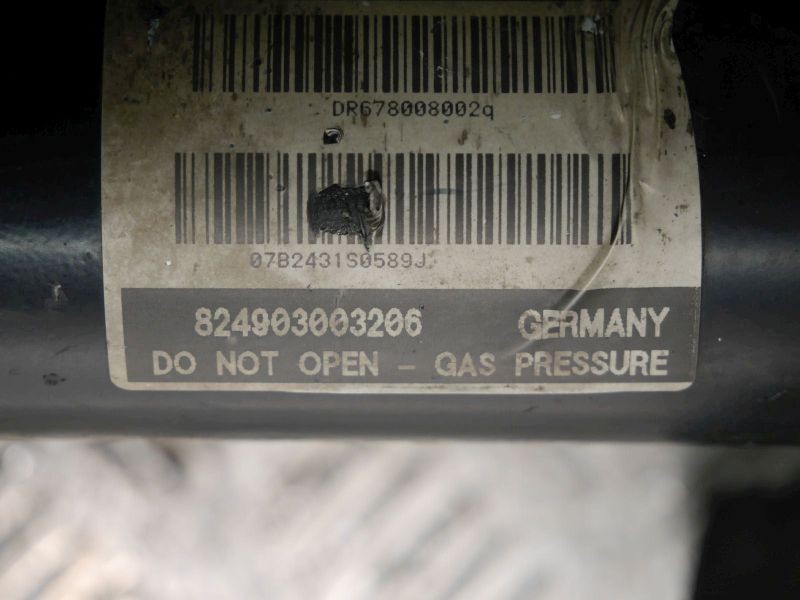 DR678008002q
07B2431S0589J
824903003206 GERMANY
DO NOT OPEN - GAS PRESSURE